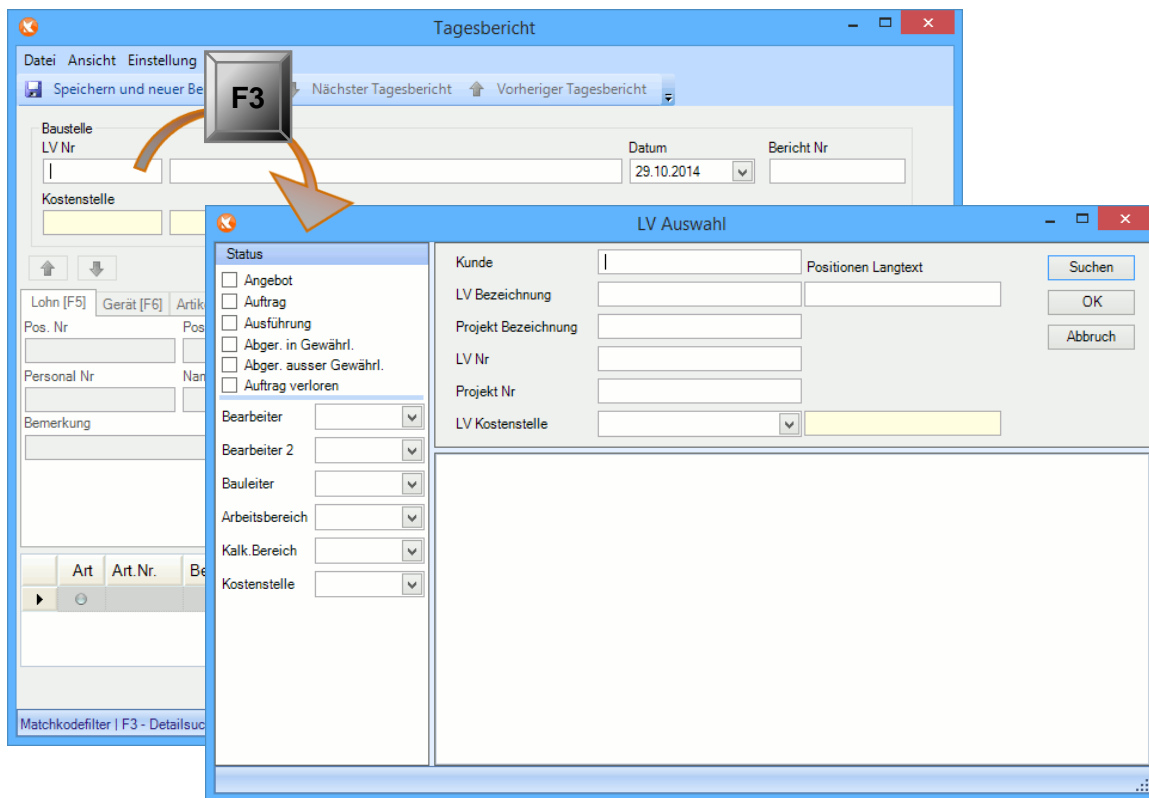 Tagesbericht
Datei Ansicht Einstellung
F3
Speichern und neuer Be
Nächster Tagesbericht
Vorheriger Tagesbericht
Baustelle
LV Nr
Datum
Bericht Nr
29.10.2014
Kostenstelle
Lohn [F5]
Gerät [F6]
Artik
Pos. Nr
Pos
Personal Nr
Nan
Bemerkung
Art
Art.Nr.
Be
Matchkodefilter | F3 - Detailsuc
LV Auswahl
Status
Angebot
Auftrag
Ausführung
Abger. in Gewährl.
Abger. ausser Gewährl.
Auftrag verloren
Bearbeiter
Bearbeiter 2
Bauleiter
Arbeitsbereich
Kalk.Bereich
Kostenstelle
Kunde
Positionen Langtext
LV Bezeichnung
Projekt Bezeichnung
LV Nr
Projekt Nr
LV Kostenstelle
Suchen
OK
Abbruch